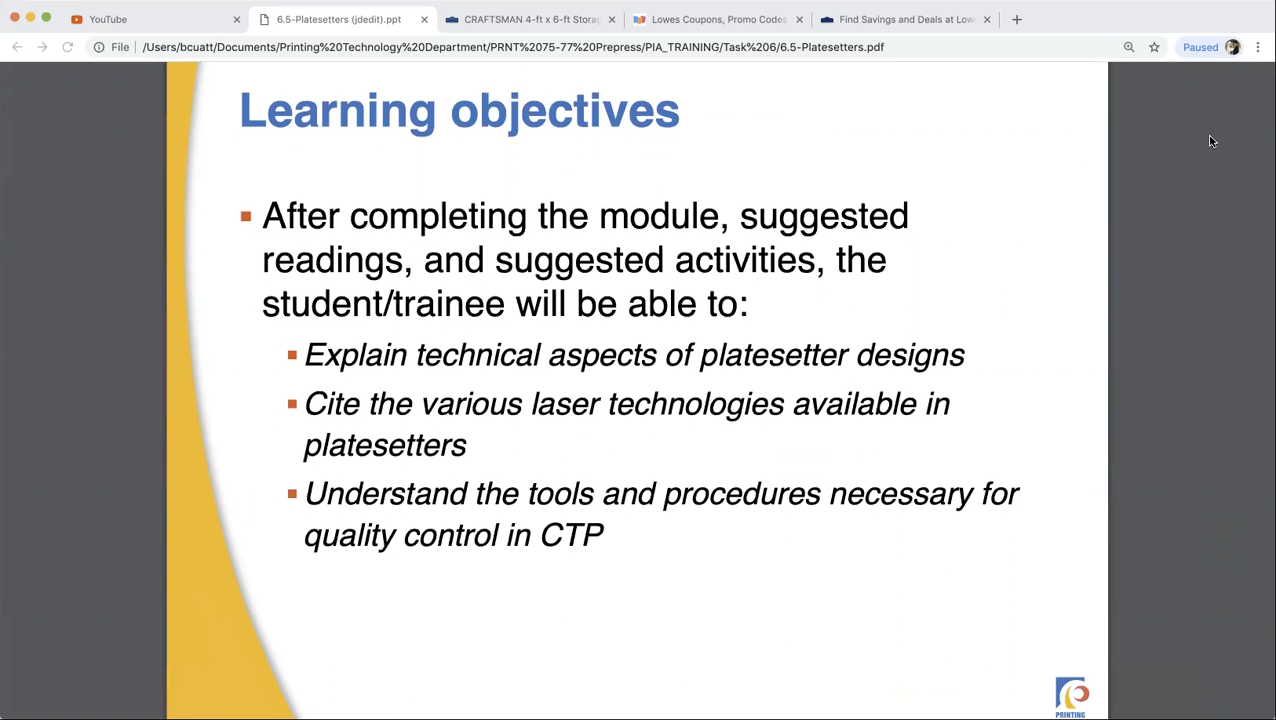 YouTube
6.5-Platesetters (jdedit).ppt
CRAFTSMAN 4-ft x 6-ft Storag
Lowes Coupons, Promo Codes
Find Savings and Deals at Low
File
/Users/bcuatt/Documents/Printing%20Technology%20Department/PRNT%2075-77%20Prepress/PIA_TRAINING/Task%206/6.5-Platesetters.pdf
Paused
Learning objectives
After completing the module, suggested
readings, and suggested activities, the
student/trainee will be able to:
Explain technical aspects of platesetter designs
Cite the various laser technologies available in
platesetters
Understand the tools and procedures necessary for
quality control in CTP
PRINTING